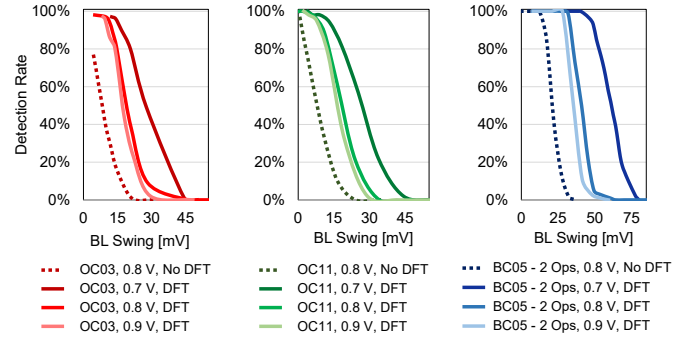 100%
80%
60%
40%
20%
0%
Detection Rate
0
15
30
45
BL Swing [mV]
OC03, 0.8 V, No DFT
OC03, 0.7 V, DFT
OC03, 0.8 V, DFT
OC03, 0.9 V, DFT
100%
80%
60%
40%
20%
0%
0
15
30
45
BL Swing [mV]
OC11, 0.8 V, No DFT
OC11, 0.7 V, DFT
OC11, 0.8 V, DFT
OC11, 0.9 V, DFT
100%
80%
60%
40%
20%
0%
0
25
50
75
BL Swing [mV]
BC05 - 2 Ops, 0.8 V, No DFT
BC05 - 2 Ops, 0.7 V, DFT
BC05 - 2 Ops, 0.8 V, DFT
BC05 - 2 Ops, 0.9 V, DFT